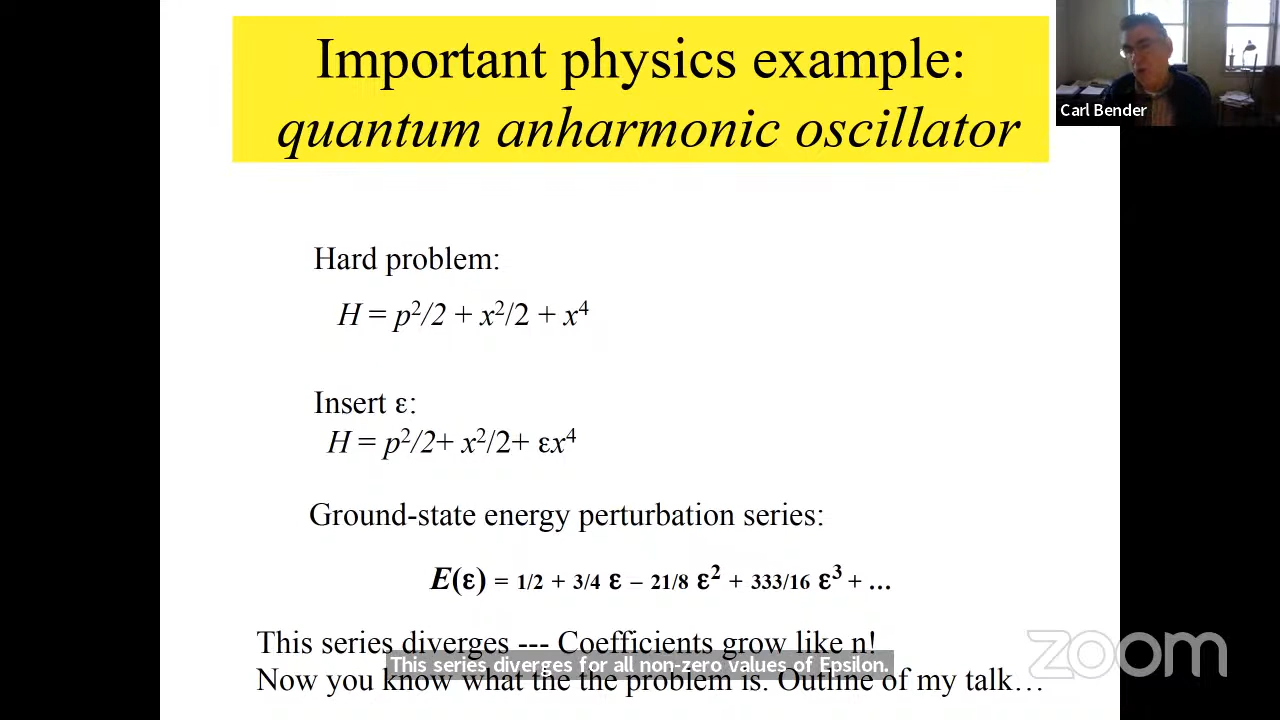 Important physics example:
quantum anharmonic oscillator
Carl Bender
Hard problem:
H = p²/2 + x²/2 + x⁴
Insert ε:
H = p²/2+ x²/2+ εx⁴
Ground-state energy perturbation series:
E(ε) = 1/2 + 3/4 ε – 21/8 ε² + 333/16 ε³ + ...
This series diverges --- Coefficients grow like n!
This series diverges for all non-zero values of Epsilon.
Now you know what the the problem is. Outline of my talk…
zoom